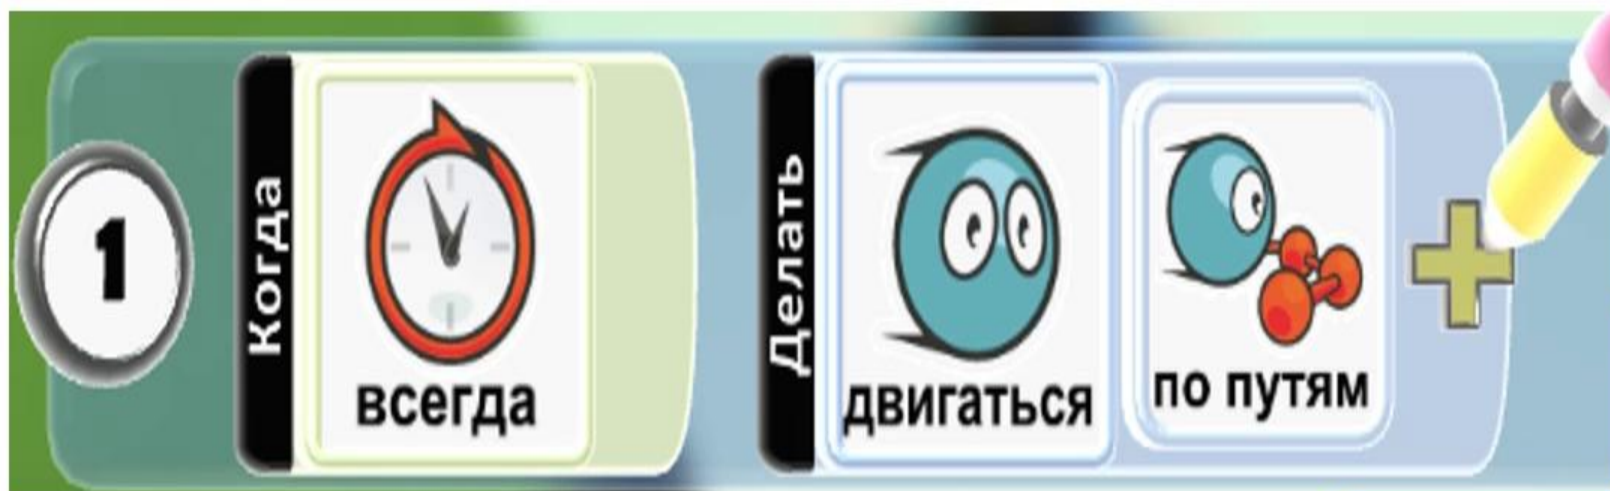 1
Когда
всегда
Делать
двигаться
по путям